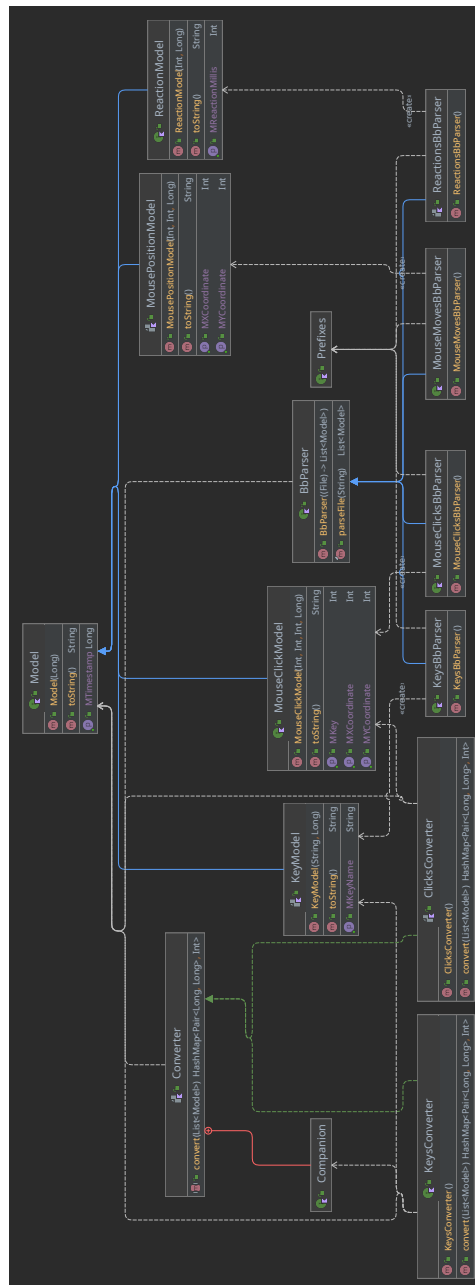 Model
Model(Long)
toString() String
MTimestamp Long
Converter
convert(List<Model>) HashMap<Pair<Long, Long>, Int>
MousePositionModel
MousePositionModel(Int, Int, Long)
toString() String
MXCoordinate Int
MYCoordinate Int
ReactionModel
ReactionModel(Int, Long)
toString() String
MReactionMillis Int
Companion
KeyModel
KeyModel(String, Long)
toString() String
MKeyName String
MouseClickModel
MouseClickModel(Int, Int, Int, Long)
toString() String
MKey Int
MXCoordinate Int
MYCoordinate Int
BbParser
BbParser((File) -> List<Model>)
parseFile(String) List<Model>
Prefixes
«create»
«create»
«create»
«create»
KeysConverter
KeysConverter()
convert(List<Model>) HashMap<Pair<Long, Long>, Int>
ClicksConverter
ClicksConverter()
convert(List<Model>) HashMap<Pair<Long, Long>, Int>
KeysBbParser
KeysBbParser()
MouseClicksBbParser
MouseClicksBbParser()
MouseMovesBbParser
MouseMovesBbParser()
ReactionsBbParser
ReactionsBbParser()